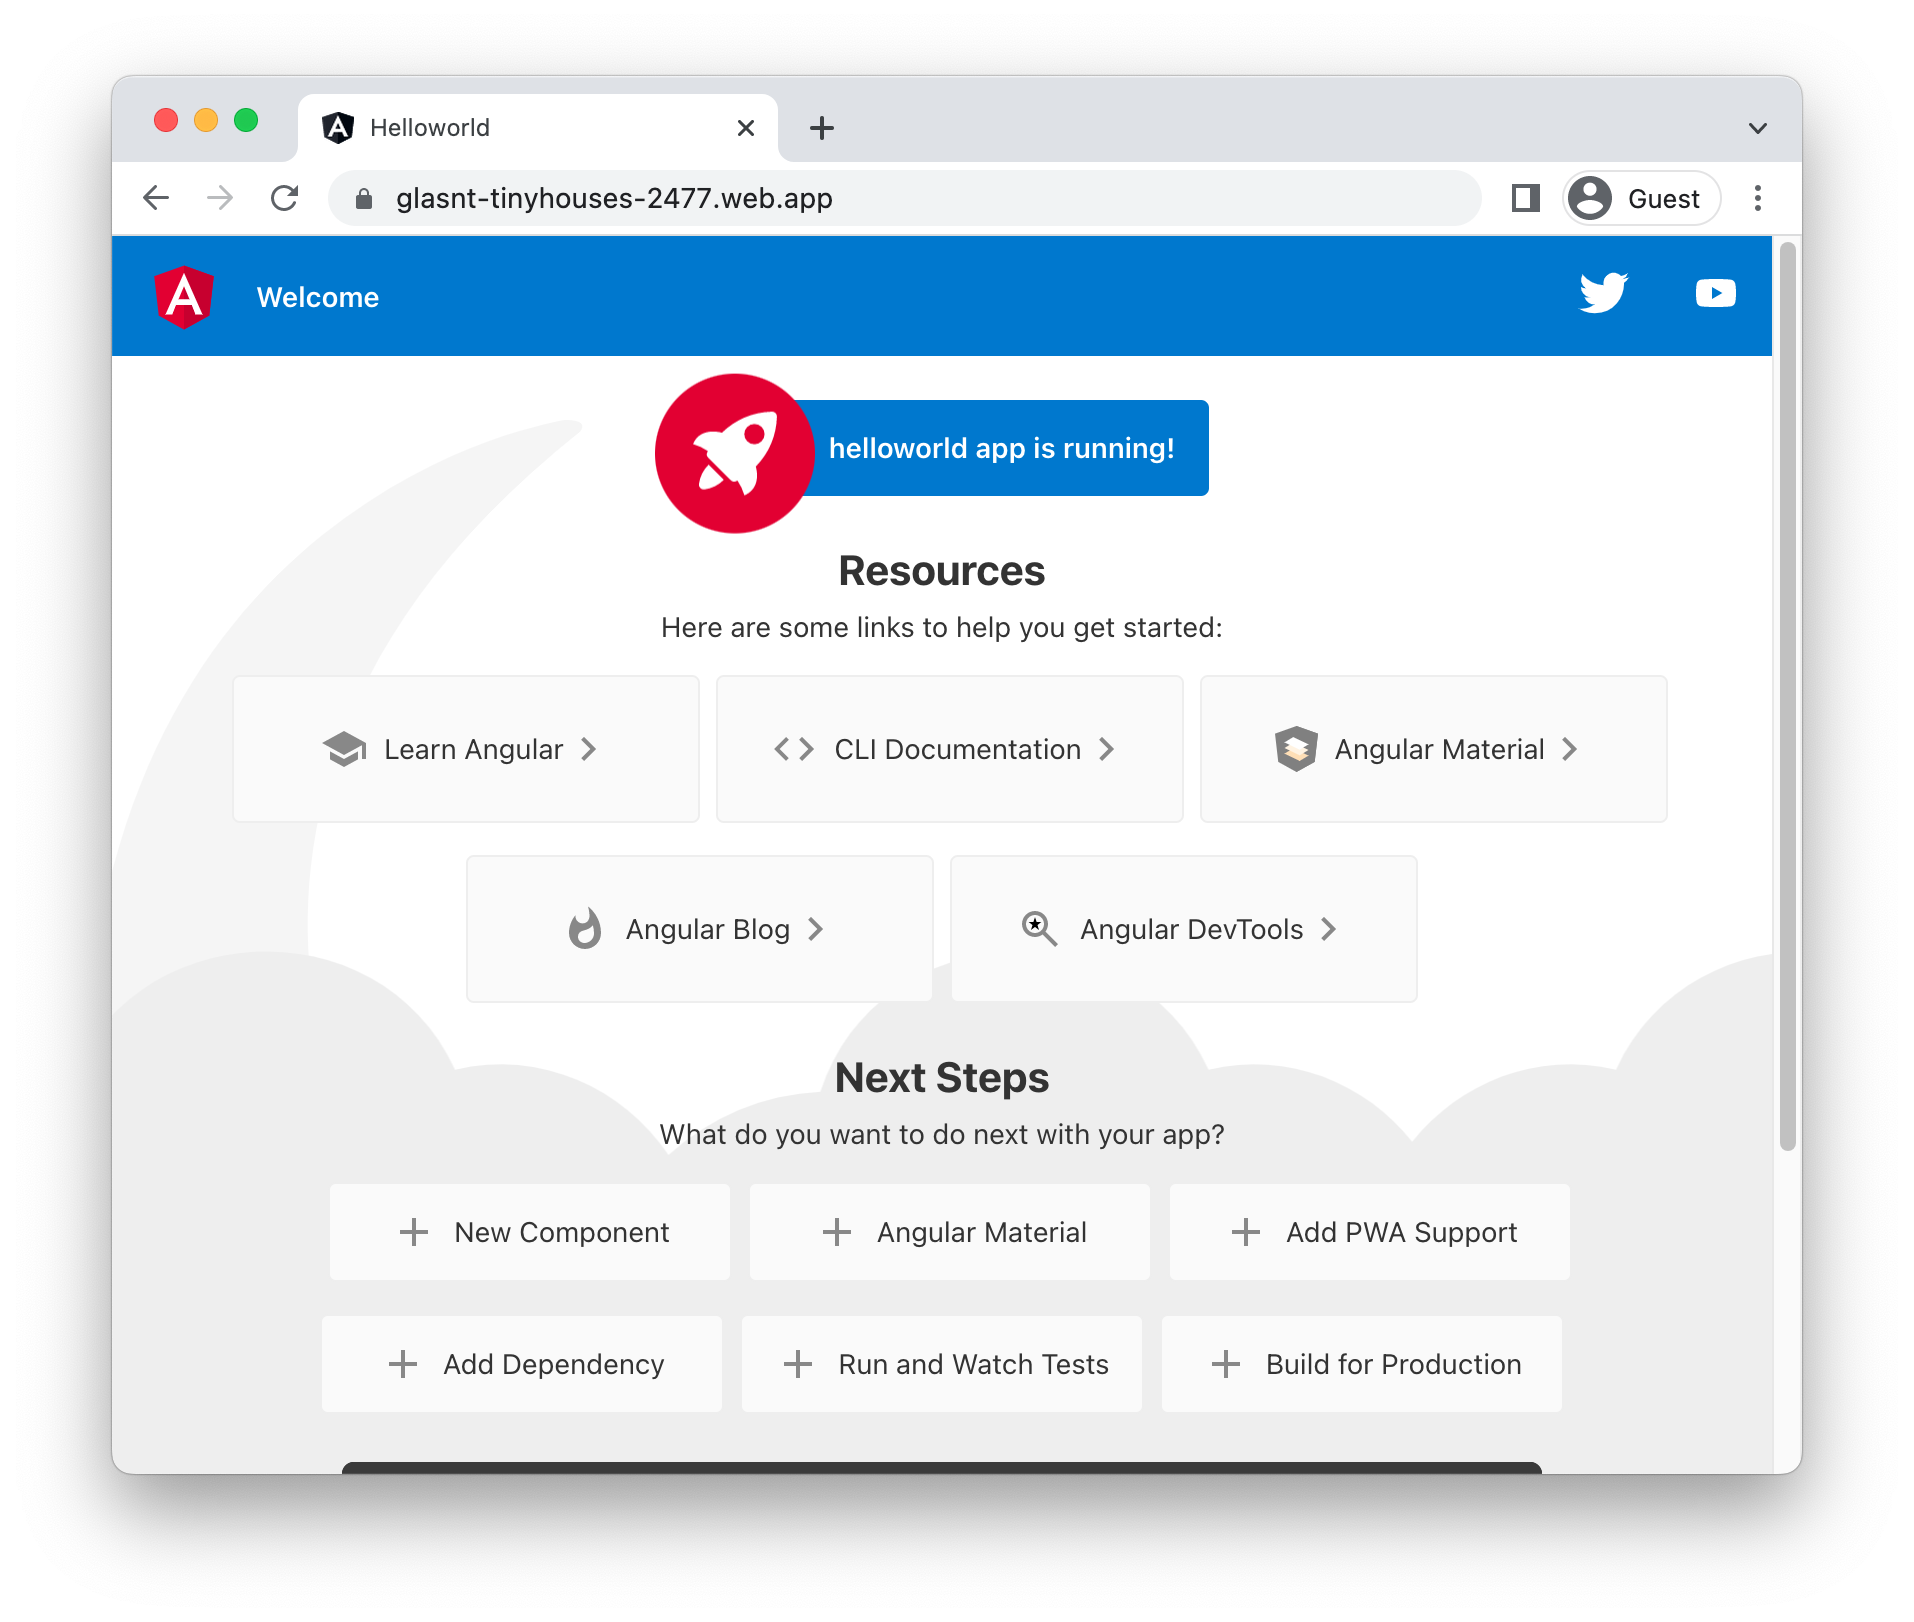 Helloworld
glasnt-tinyhouses-2477.web.app
Guest
Welcome
helloworld app is running!
Resources
Here are some links to help you get started:
Learn Angular
CLI Documentation
Angular Material
Angular Blog
Angular DevTools
Next Steps
What do you want to do next with your app?
New Component
Angular Material
Add PWA Support
Add Dependency
Run and Watch Tests
Build for Production